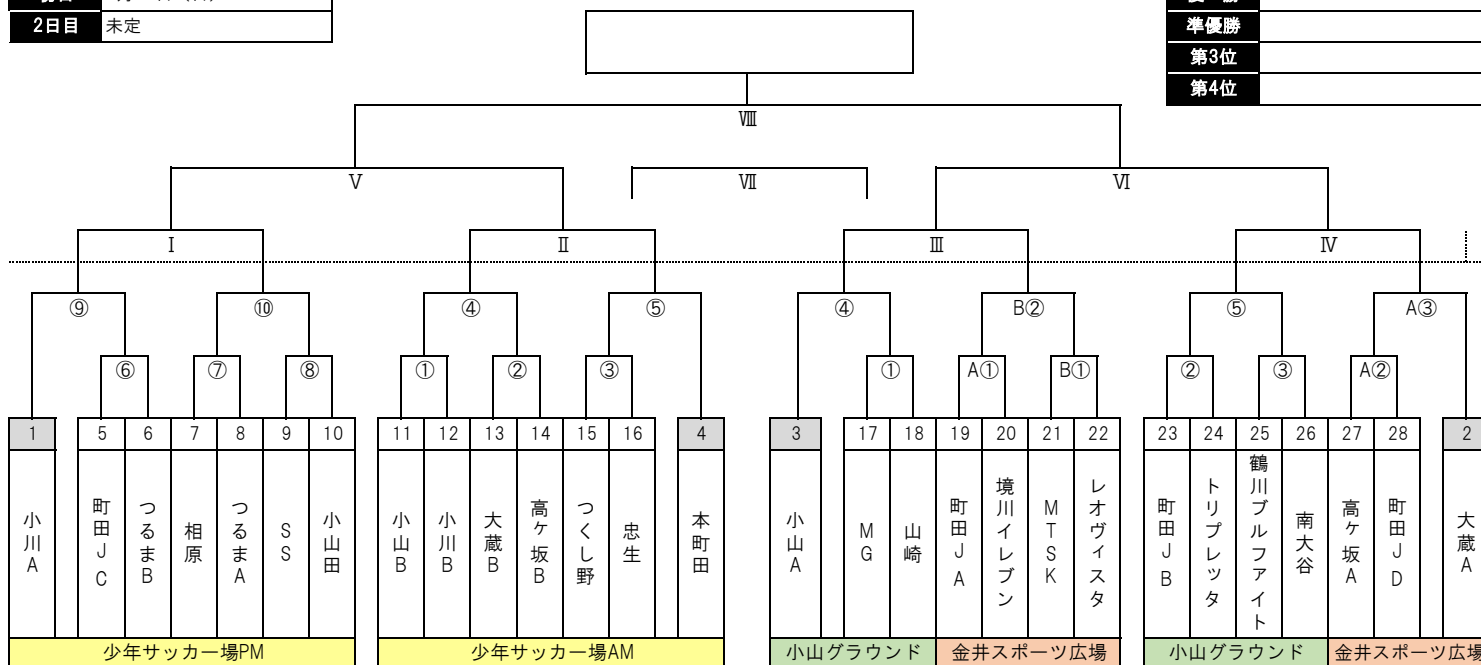 2日目 未定
準優勝
第3位
第4位
Ⅷ
Ⅴ Ⅶ Ⅵ
Ⅰ Ⅱ Ⅲ Ⅳ
⑨ ⑩ ④ ⑤ ④ B② ⑤ A③
⑥ ⑦ ⑧ ① ② ③ ① A① B① ② ③ A②
1 5 6 7 8 9 10 11 12 13 14 15 16 4 3 17 18 19 20 21 22 23 24 25 26 27 28 2
小川A
町田JC
つるまB
相原
つるまA
SS
小山田
小山B
小川B
大蔵B
高ケ坂B
つくし野
忠生
本町田
小山A
MG
山崎
町田JA
境川イレブン
MTSK
レオヴィスタ
町田JB
トリプレッタ
鶴川ブルファイト
南大谷
高ケ坂A
町田JD
大蔵A
少年サッカー場PM 少年サッカー場AM 小山グラウンド 金井スポーツ広場 小山グラウンド 金井スポーツ広場